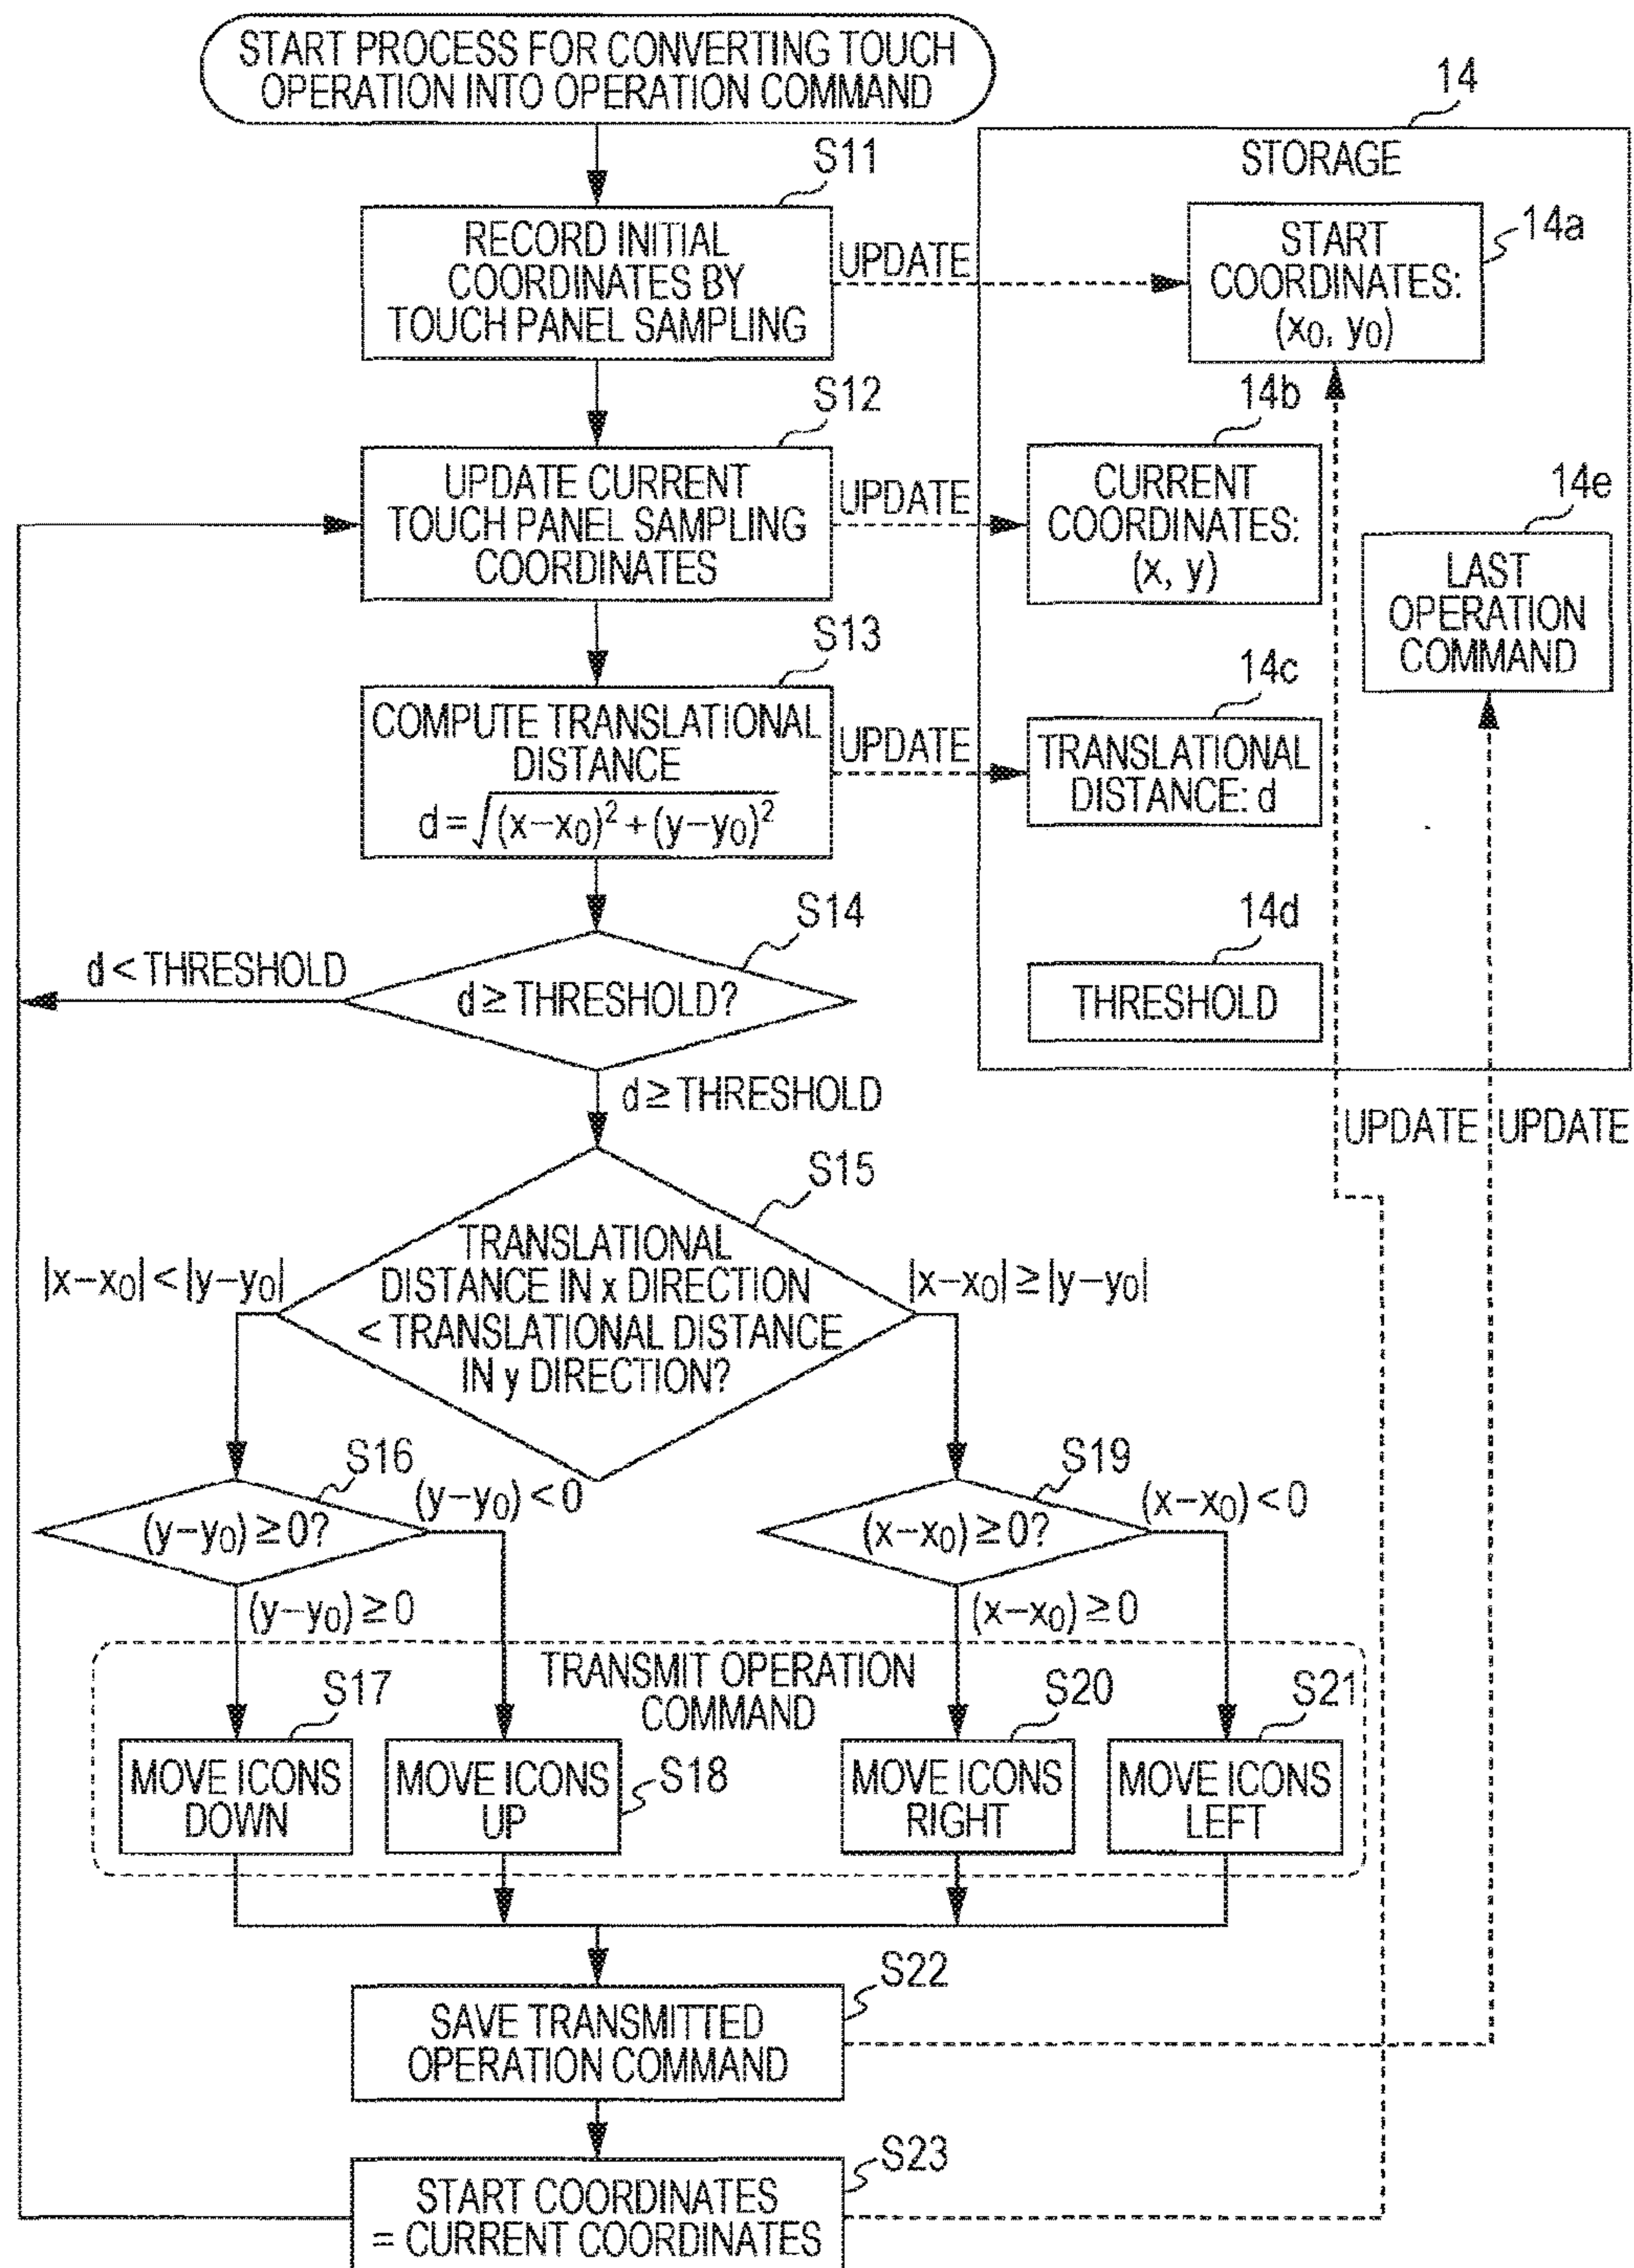 START PROCESS FOR CONVERTING TOUCH
OPERATION INTO OPERATION COMMAND
14
STORAGE
S11
RECORD INITIAL
COORDINATES BY
TOUCH PANEL SAMPLING
UPDATE
START
COORDINATES:
(x0, y0)
14a
S12
UPDATE CURRENT
TOUCH PANEL SAMPLING
COORDINATES
UPDATE
14b
CURRENT
COORDINATES:
(x, y)
14e
LAST
OPERATION
COMMAND
S13
COMPUTE TRANSLATIONAL
DISTANCE
d=√(x−x0)²+(y−y0)²
UPDATE
14c
TRANSLATIONAL
DISTANCE: d
S14
d≥THRESHOLD?
d<THRESHOLD
d≥THRESHOLD
14d
THRESHOLD
UPDATE
UPDATE
S15
TRANSLATIONAL
DISTANCE IN x DIRECTION
<TRANSLATIONAL DISTANCE
IN y DIRECTION?
|x−x0|<|y−y0|
|x−x0|≥|y−y0|
S16
(y−y0)≥0?
(y−y0)<0
(y−y0)≥0
S19
(x−x0)≥0?
(x−x0)<0
(x−x0)≥0
TRANSMIT OPERATION
COMMAND
S17
MOVE ICONS
DOWN
MOVE ICONS
UP
S18
S20
MOVE ICONS
RIGHT
S21
MOVE ICONS
LEFT
S22
SAVE TRANSMITTED
OPERATION COMMAND
S23
START COORDINATES
=CURRENT COORDINATES